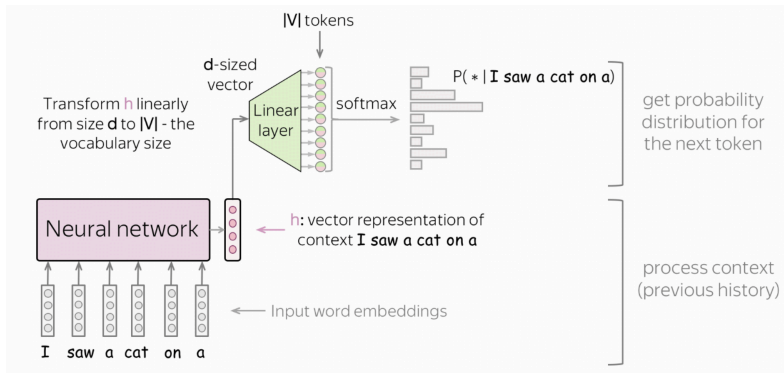 |V| tokens
d-sized
vector
Transform h linearly
from size d to |V| - the
vocabulary size
Linear
layer
softmax
P( * | I saw a cat on a)
get probability
distribution for
the next token
Neural network
h: vector representation of
context I saw a cat on a
process context
(previous history)
Input word embeddings
I saw a cat on a